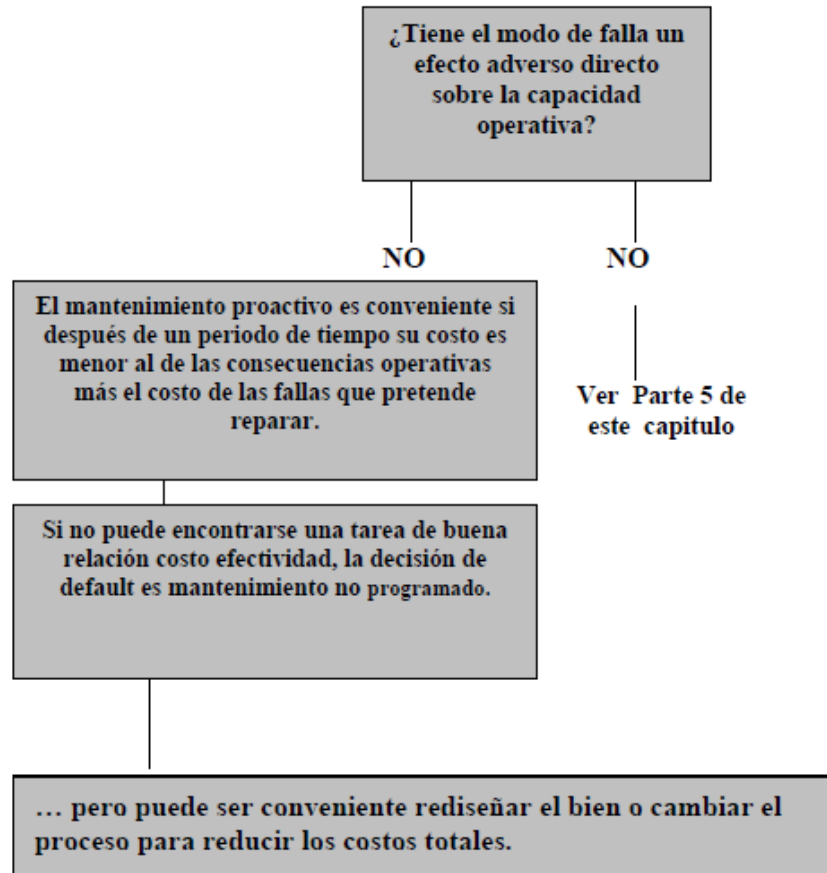 ¿Tiene el modo de falla un
efecto adverso directo
sobre la capacidad
operativa?
NO
NO
El mantenimiento proactivo es conveniente si
después de un periodo de tiempo su costo es
menor al de las consecuencias operativas
más el costo de las fallas que pretende
reparar.
Ver Parte 5 de
este capitulo
Si no puede encontrarse una tarea de buena
relación costo efectividad, la decisión de
default es mantenimiento no programado.
… pero puede ser conveniente rediseñar el bien o cambiar el
proceso para reducir los costos totales.